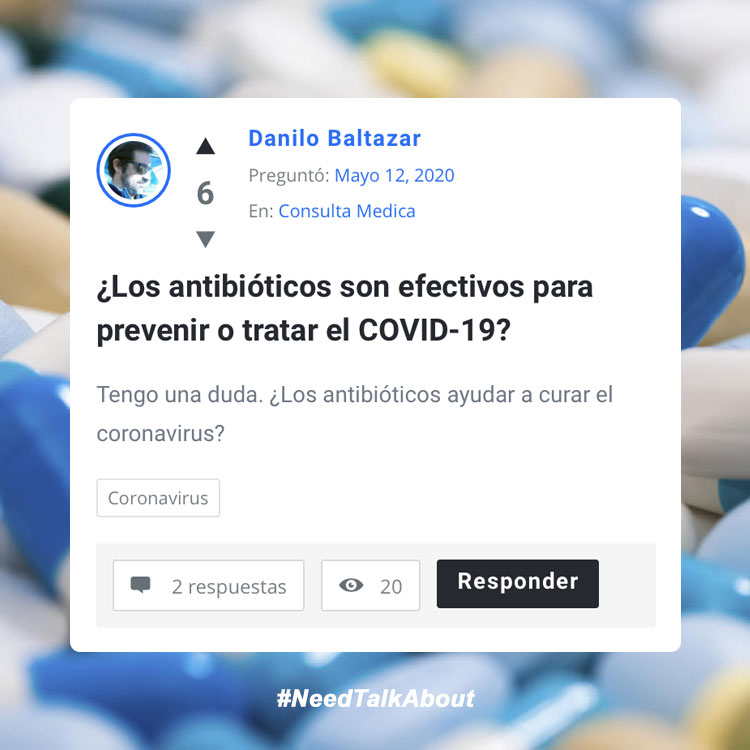 Danilo Baltazar
Preguntó: Mayo 12, 2020
6
En: Consulta Medica
¿Los antibióticos son efectivos para
prevenir o tratar el COVID-19?
Tengo una duda. ¿Los antibióticos ayudar a curar el
coronavirus?
Coronavirus
2 respuestas
20
Responder
#NeedTalkAbout